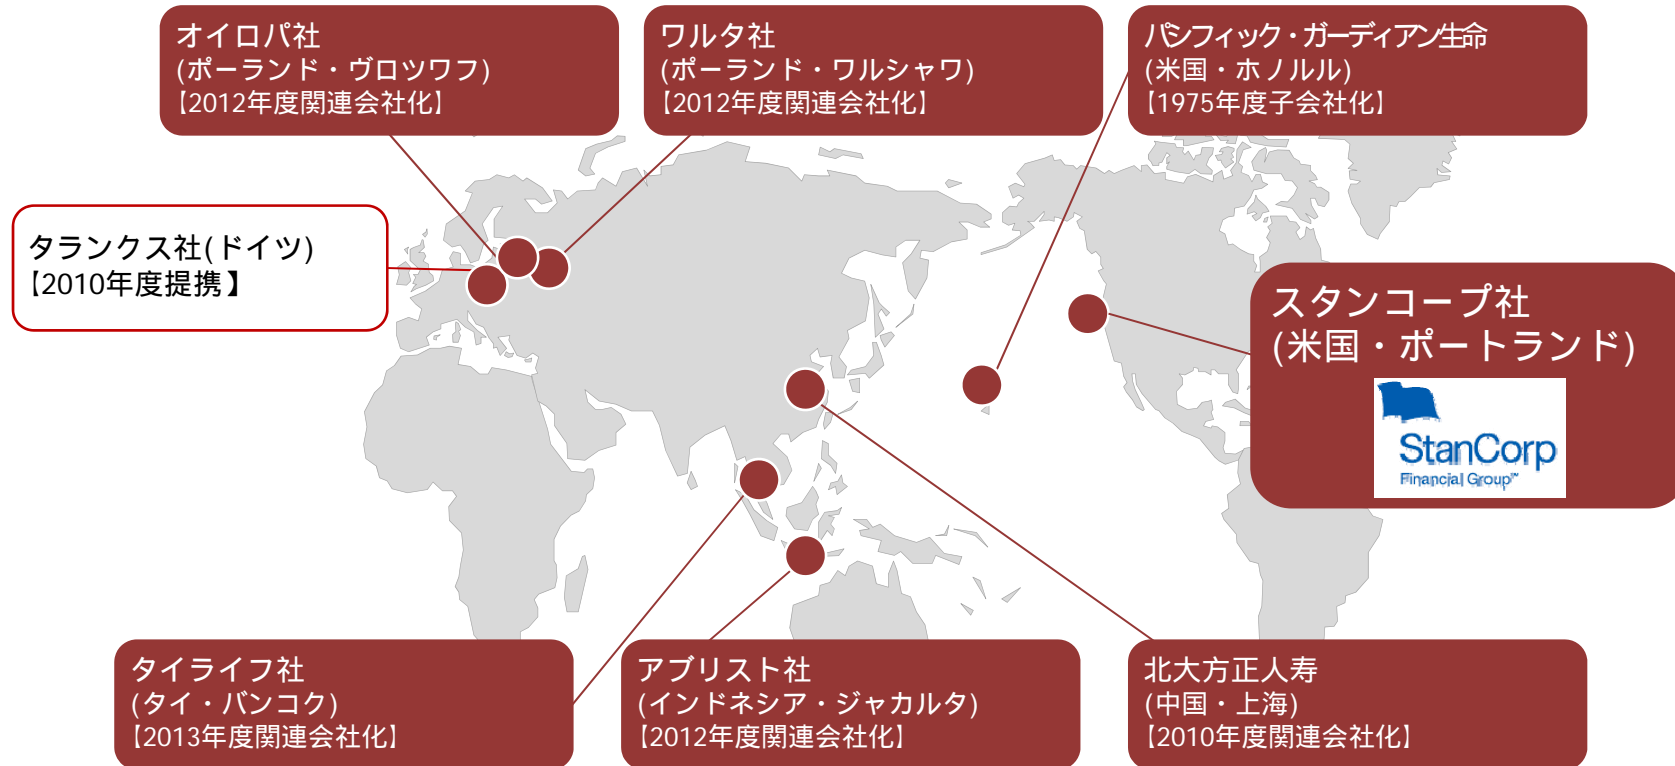 オイロパ社
(ポーランド・ヴロツワフ)
【2012年度関連会社化】
ワルタ社
(ポーランド・ワルシャワ)
【2012年度関連会社化】
パシフィック・ガーディアン生命
(米国・ホノルル)
【1975年度子会社化】
タランクス社(ドイツ)
【2010年度提携】
スタンコープ社
(米国・ポートランド)
StanCorp
Financial Group™
タイライフ社
(タイ・バンコク)
【2013年度関連会社化】
アブリスト社
(インドネシア・ジャカルタ)
【2012年度関連会社化】
北大方正人寿
(中国・上海)
【2010年度関連会社化】